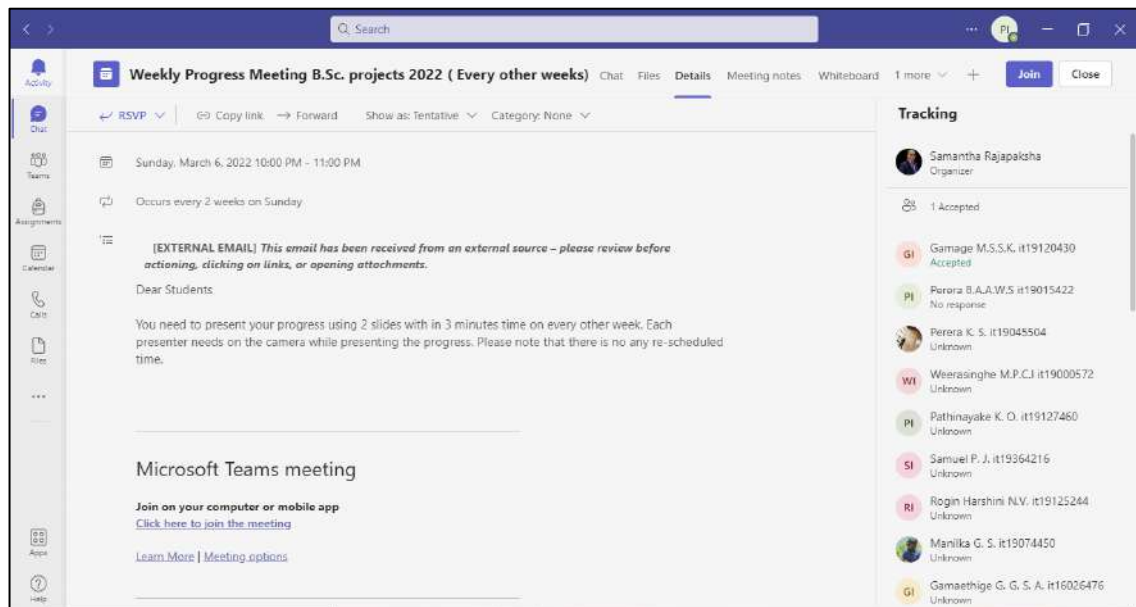 Search
PI
Activity
Chat
Teams
Assignments
Calendar
Calls
Files
Apps
Help
Weekly Progress Meeting B.Sc. projects 2022 ( Every other weeks) Chat Files Details Meeting notes Whiteboard 1 more Join Close
RSVP Copy link Forward Show as: Tentative Category: None
Sunday, March 6, 2022 10:00 PM - 11:00 PM
Occurs every 2 weeks on Sunday
[EXTERNAL EMAIL] This email has been received from an external source – please review before
actioning, clicking on links, or opening attachments.
Dear Students
You need to present your progress using 2 slides with in 3 minutes time on every other week. Each
presenter needs on the camera while presenting the progress. Please note that there is no any re-scheduled
time.
Microsoft Teams meeting
Join on your computer or mobile app
Click here to join the meeting
Learn More | Meeting options
Tracking
Samantha Rajapaksha
Organizer
1 Accepted
GI
Gamage M.S.S.K. it19120430
Accepted
PI
Perera B.A.A.W.S it19015422
No response
Perera K. S. it19045504
Unknown
WI
Weerasinghe M.P.C.I it19000572
Unknown
PI
Pathinayake K. O. it19127460
Unknown
SI
Samuel P. J. it19364216
Unknown
RI
Rogin Harshini N.V. it19125244
Unknown
Manilka G. S. it19074450
Unknown
GI
Gamaethige G. G. S. A. it16026476
Unknown